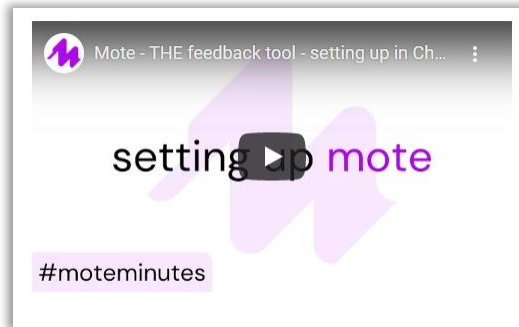 Mote - THE feedback tool - setting up in Ch...
setting up mote
#moteminutes